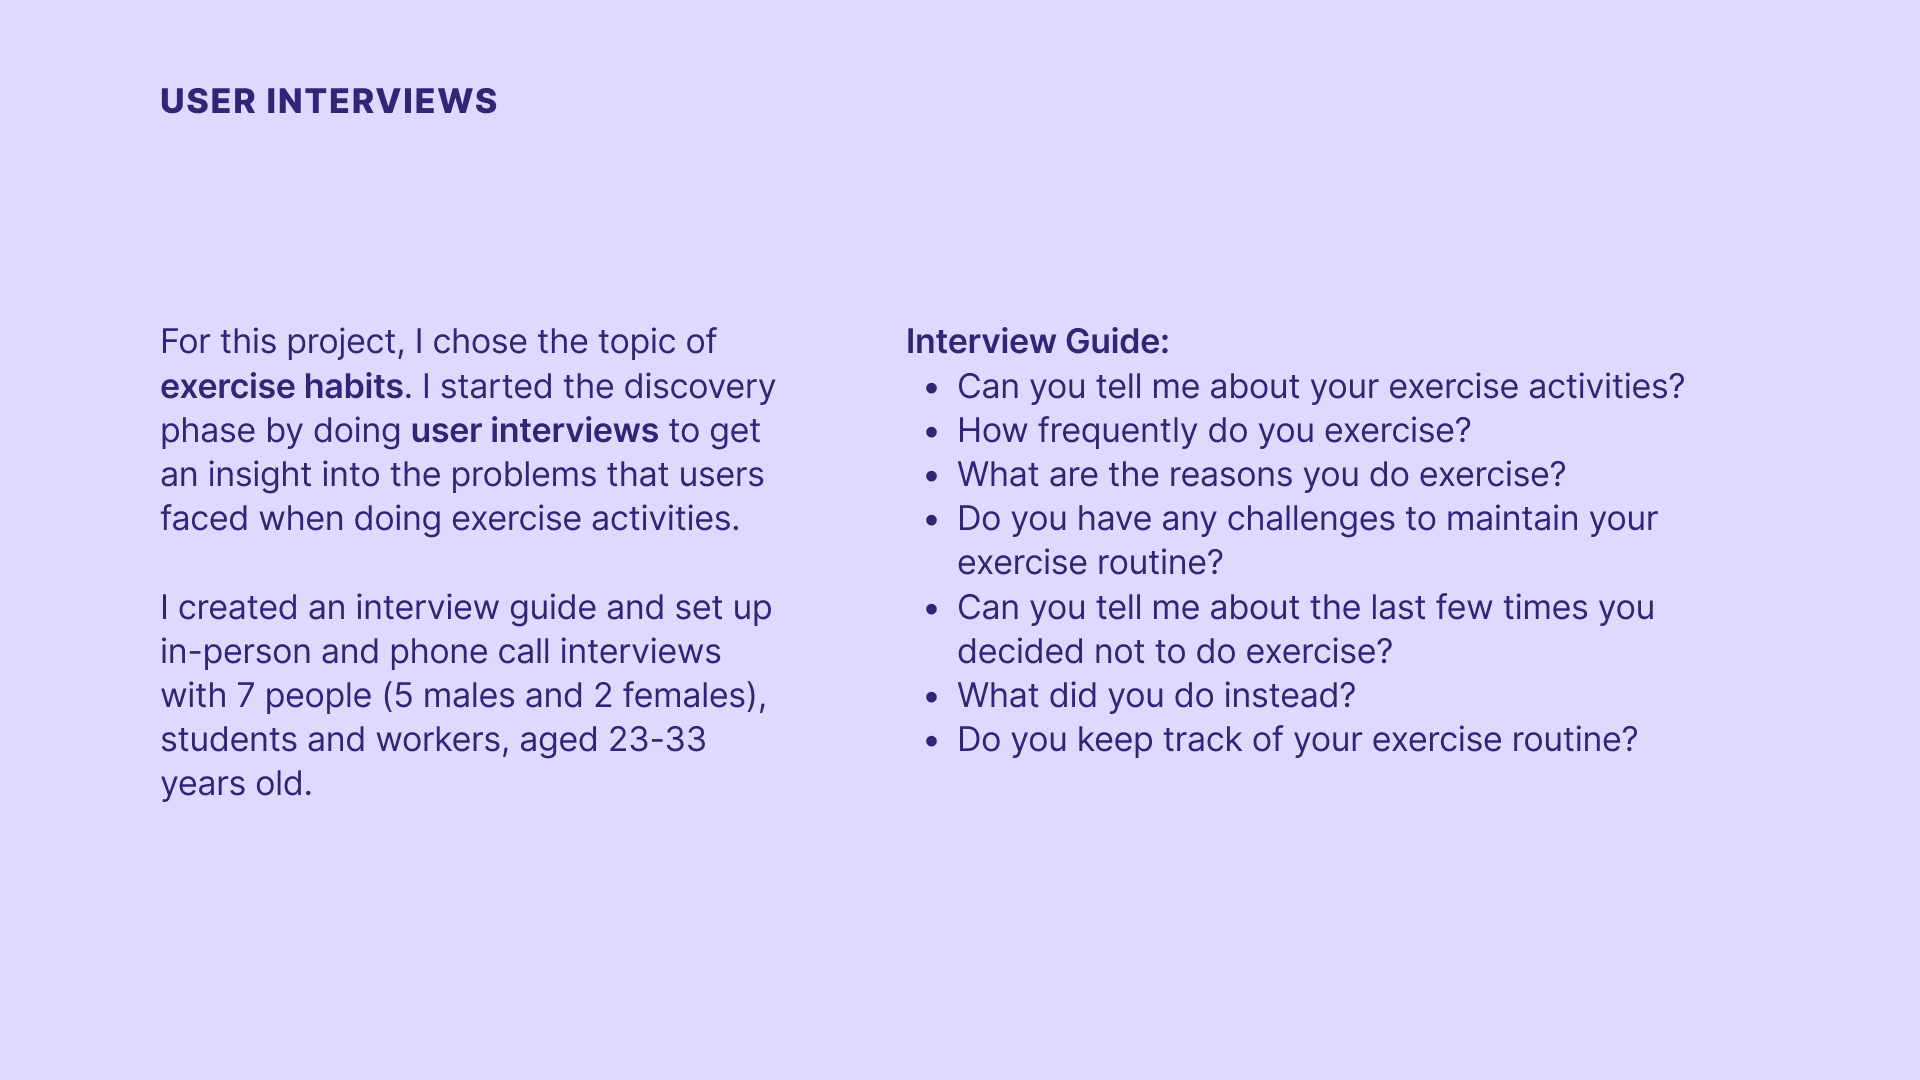 USER INTERVIEWS
For this project, I chose the topic of
exercise habits. I started the discovery
phase by doing user interviews to get
an insight into the problems that users
faced when doing exercise activities.
I created an interview guide and set up
in-person and phone call interviews
with 7 people (5 males and 2 females),
students and workers, aged 23-33
years old.
Interview Guide:
• Can you tell me about your exercise activities?
• How frequently do you exercise?
• What are the reasons you do exercise?
• Do you have any challenges to maintain your
exercise routine?
• Can you tell me about the last few times you
decided not to do exercise?
• What did you do instead?
• Do you keep track of your exercise routine?